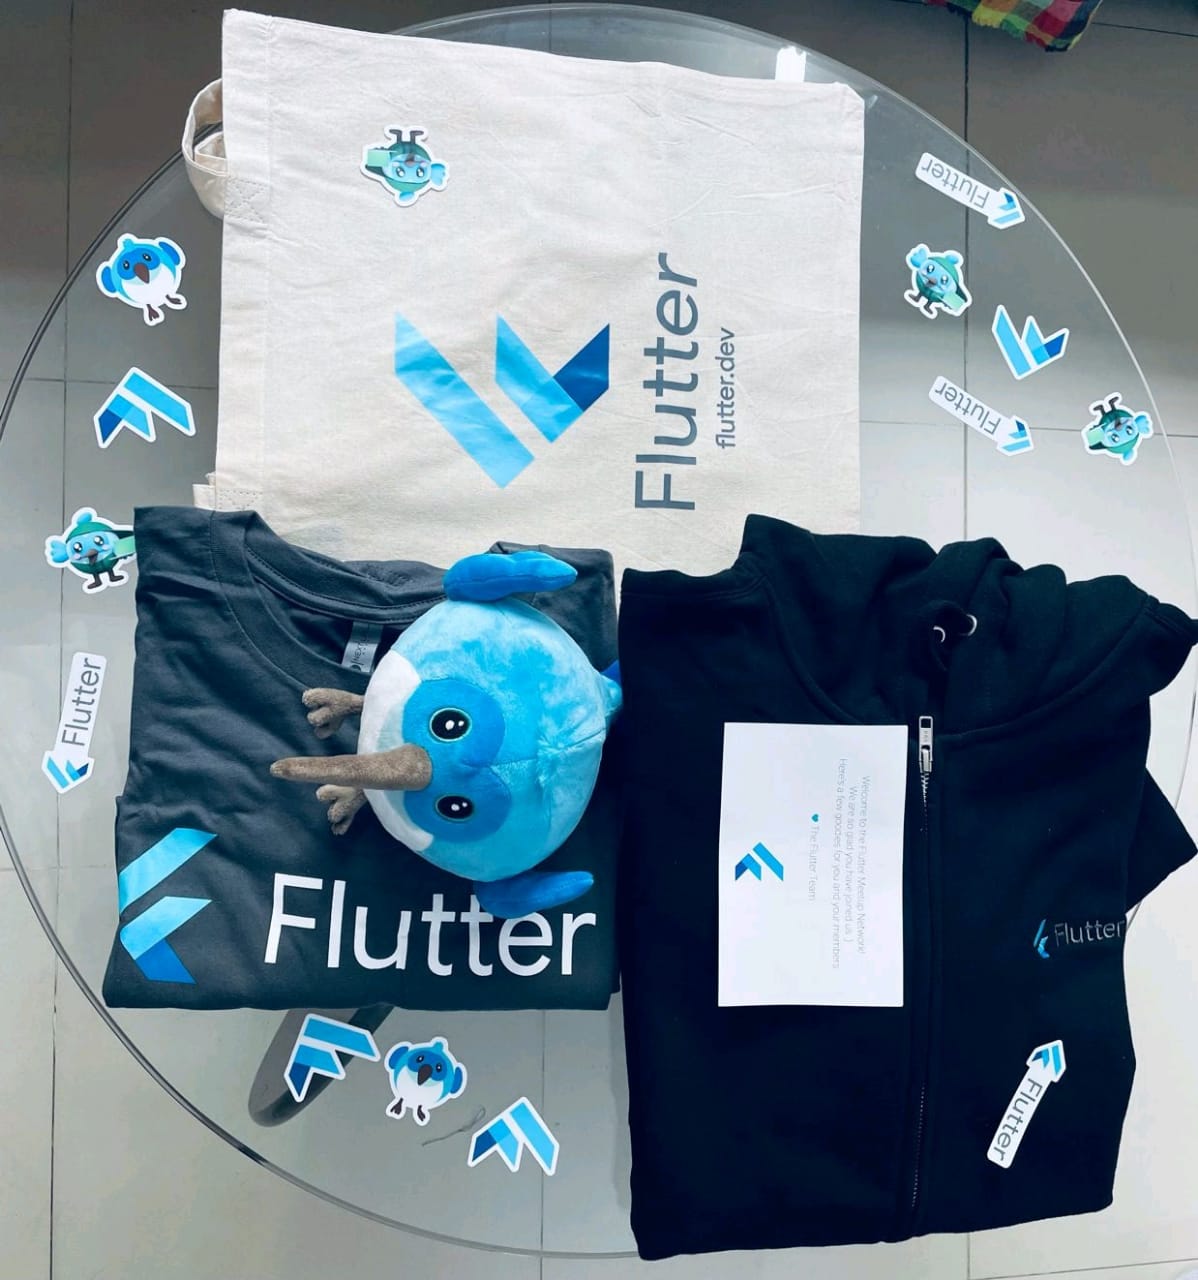 Flutter
Flutter
Flutter
Flutter
Welcome to the Flutter Meetup Network!
We are so glad you have joined us :)
Here's a few goodies for you and your members.
The Flutter Team
Flutter
flutter.dev
Flutter
Flutter